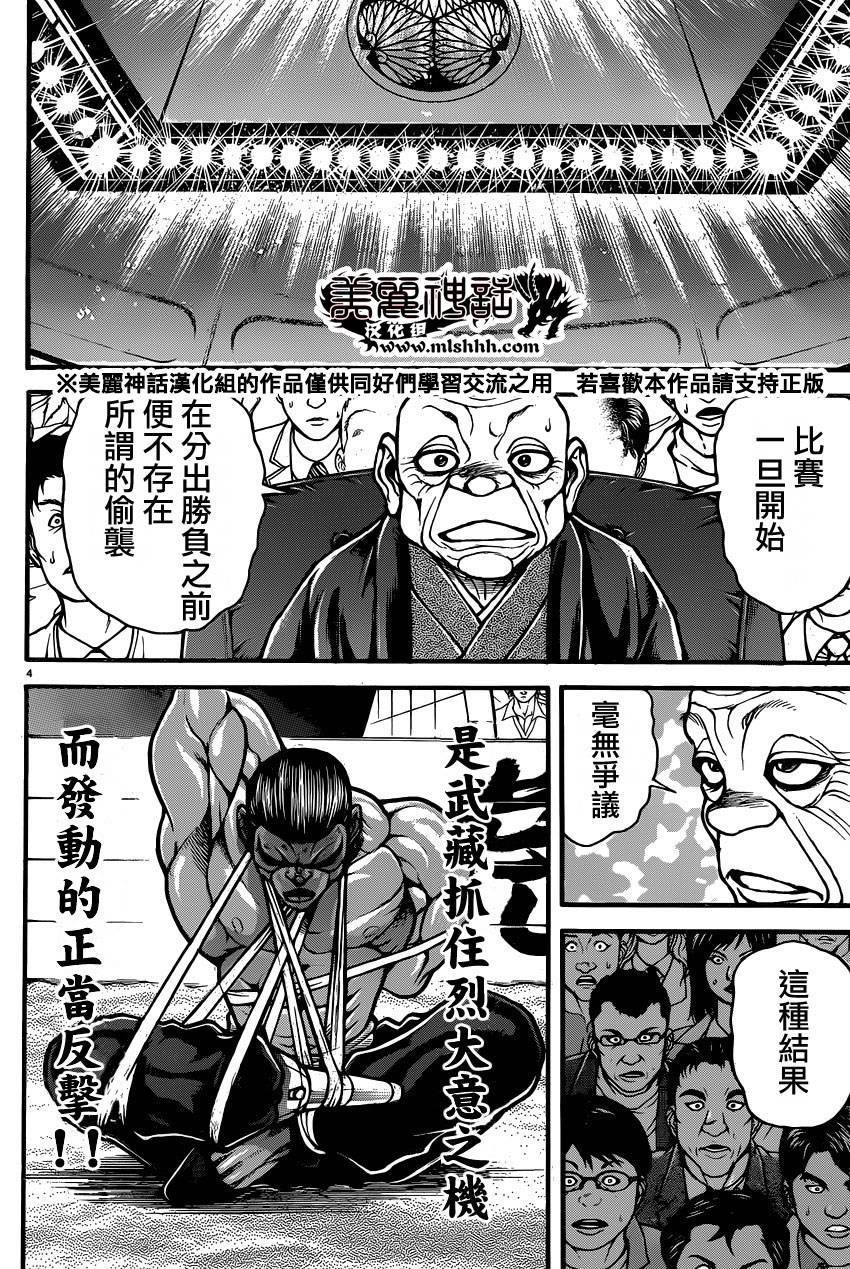 美麗神話
汉化组
www.mlshhh.com
※美麗神話漢化組的作品僅供同好們學習交流之用 若喜歡本作品請支持正版
比賽
一旦開始
在分出勝負之前
便不存在
所謂的偷襲
4
毫無爭議
這種結果
是武藏抓住烈大意之機
而發動的正當反擊!!